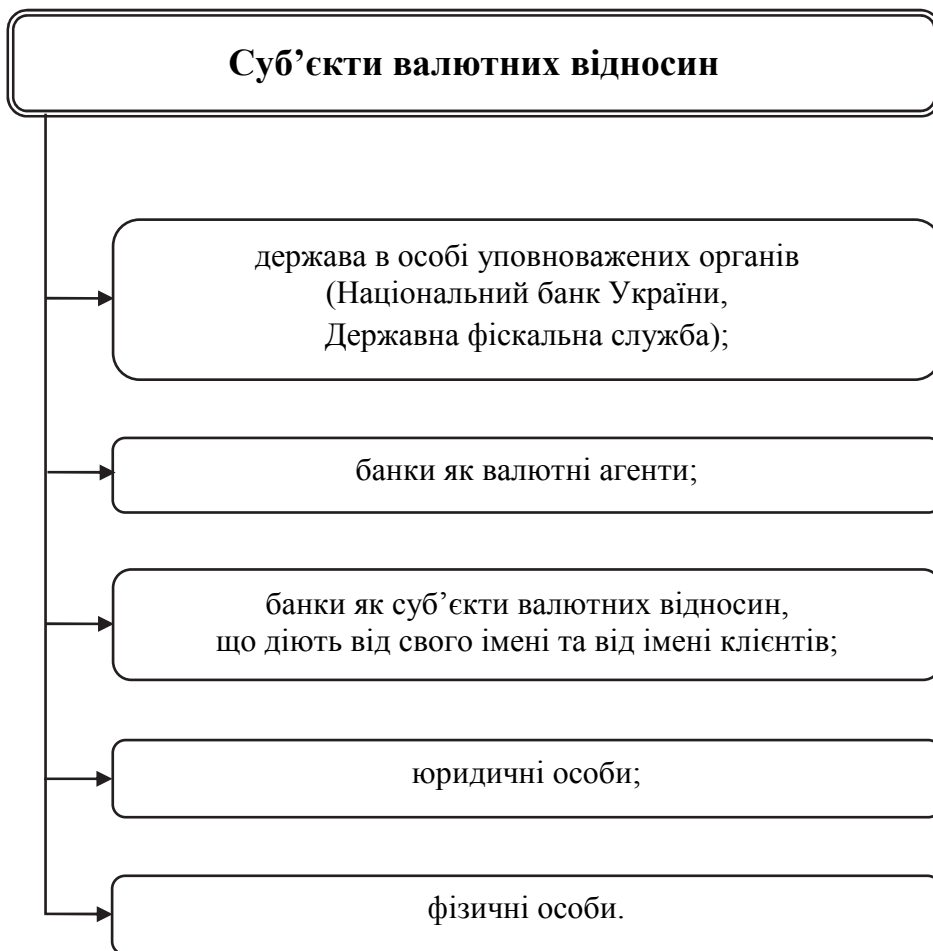 Суб’єкти валютних відносин
держава в особі уповноважених органів
(Національний банк України,
Державна фіскальна служба);
банки як валютні агенти;
банки як суб’єкти валютних відносин,
що діють від свого імені та від імені клієнтів;
юридичні особи;
фізичні особи.